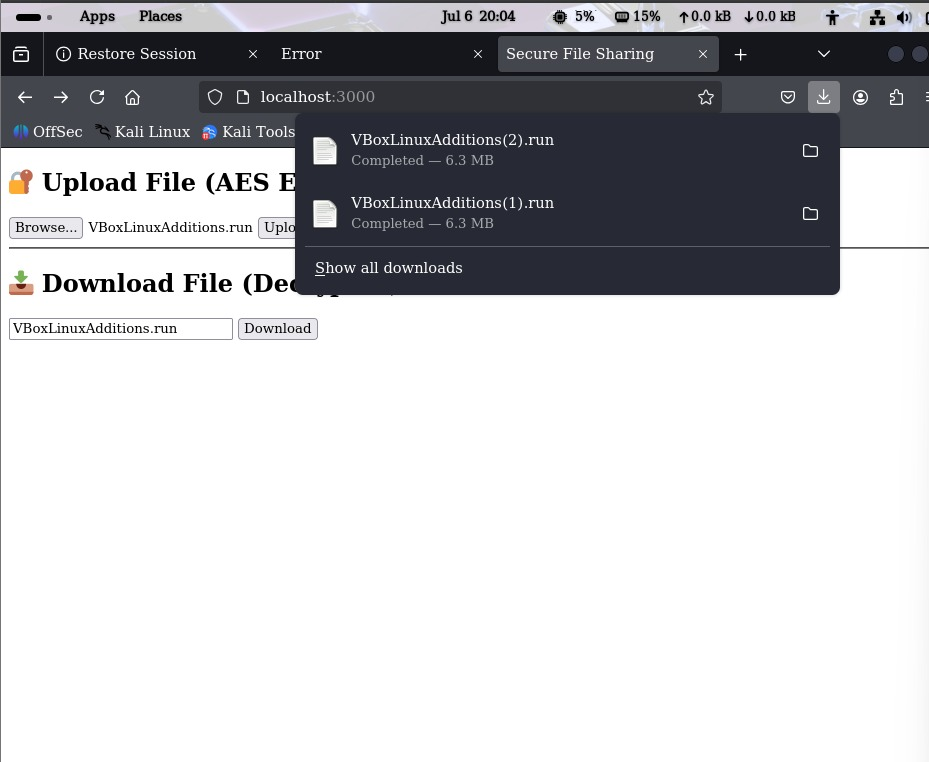 Apps Places Jul 6 20:04 5% 15% 0.0 kB 0.0 kB
Restore Session Error Secure File Sharing
localhost:3000
OffSec Kali Linux Kali Tools
VBoxLinuxAdditions(2).run
Completed — 6.3 MB
VBoxLinuxAdditions(1).run
Completed — 6.3 MB
Show all downloads
Upload File (AES E
Browse... VBoxLinuxAdditions.run Uplo
Download File (Dec
VBoxLinuxAdditions.run Download